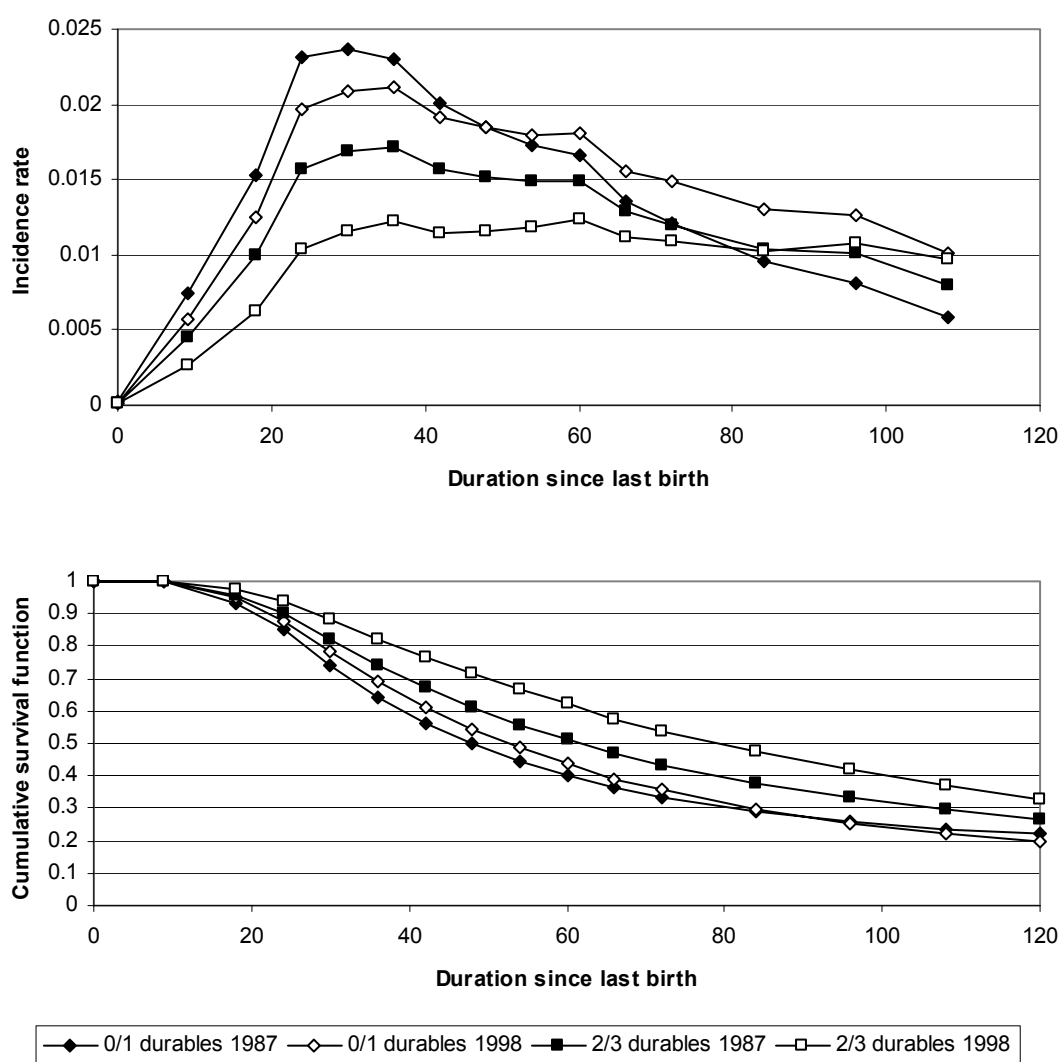 0.025
0.02
0.015
0.01
0.005
0
Incidence rate
0 20 40 60 80 100 120
Duration since last birth
1
0.9
0.8
0.7
0.6
0.5
0.4
0.3
0.2
0.1
0
Cumulative survival function
0 20 40 60 80 100 120
Duration since last birth
0/1 durables 1987 0/1 durables 1998 2/3 durables 1987 2/3 durables 1998